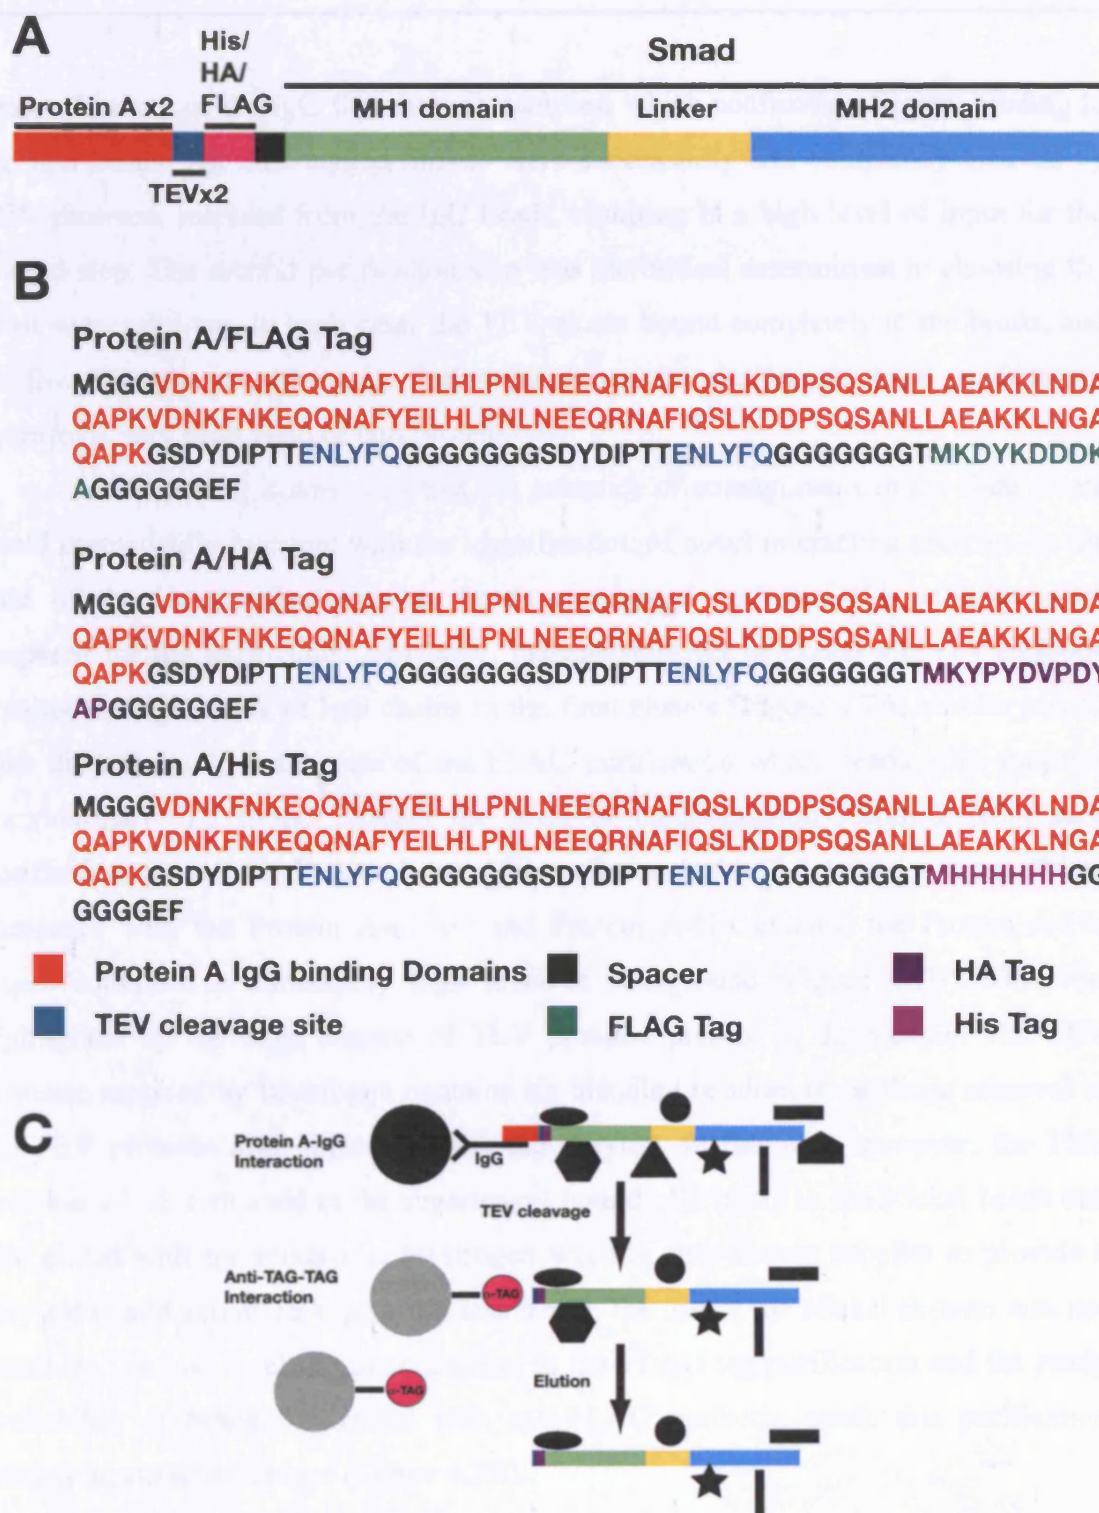 A
His/
HA/
FLAG
Smad
Protein A x2
MH1 domain
Linker
MH2 domain
TEVx2
B
Protein A/FLAG Tag
MGGGVDNKFNKEQQNAFYEILHLPNLNEEQRNAFIQSLKDDPSQSANLLAEAKKLNDA
QAPKVDNKFNKEQQNAFYEILHLPNLNEEQRNAFIQSLKDDPSQSANLLAEAKKLNGA
QAPKGSDYDIPTTENLYFQGGGGGGGSDYDIPTTENLYFQGGGGGGGTMKDYKDDDK
AGGGGGGEF
Protein A/HA Tag
MGGGVDNKFNKEQQNAFYEILHLPNLNEEQRNAFIQSLKDDPSQSANLLAEAKKLNDA
QAPKVDNKFNKEQQNAFYEILHLPNLNEEQRNAFIQSLKDDPSQSANLLAEAKKLNGA
QAPKGSDYDIPTTENLYFQGGGGGGGSDYDIPTTENLYFQGGGGGGGTMKYPYDVPDY
APGGGGGGEF
Protein A/His Tag
MGGGVDNKFNKEQQNAFYEILHLPNLNEEQRNAFIQSLKDDPSQSANLLAEAKKLNDA
QAPKVDNKFNKEQQNAFYEILHLPNLNEEQRNAFIQSLKDDPSQSANLLAEAKKLNGA
QAPKGSDYDIPTTENLYFQGGGGGGGSDYDIPTTENLYFQGGGGGGGTMHHHHHHGG
GGGGEF
Protein A IgG binding Domains
Spacer
HA Tag
TEV cleavage site
FLAG Tag
His Tag
C
Protein A-IgG
Interaction
IgG
TEV cleavage
Anti-TAG-TAG
Interaction
α-TAG
Elution
α-TAG